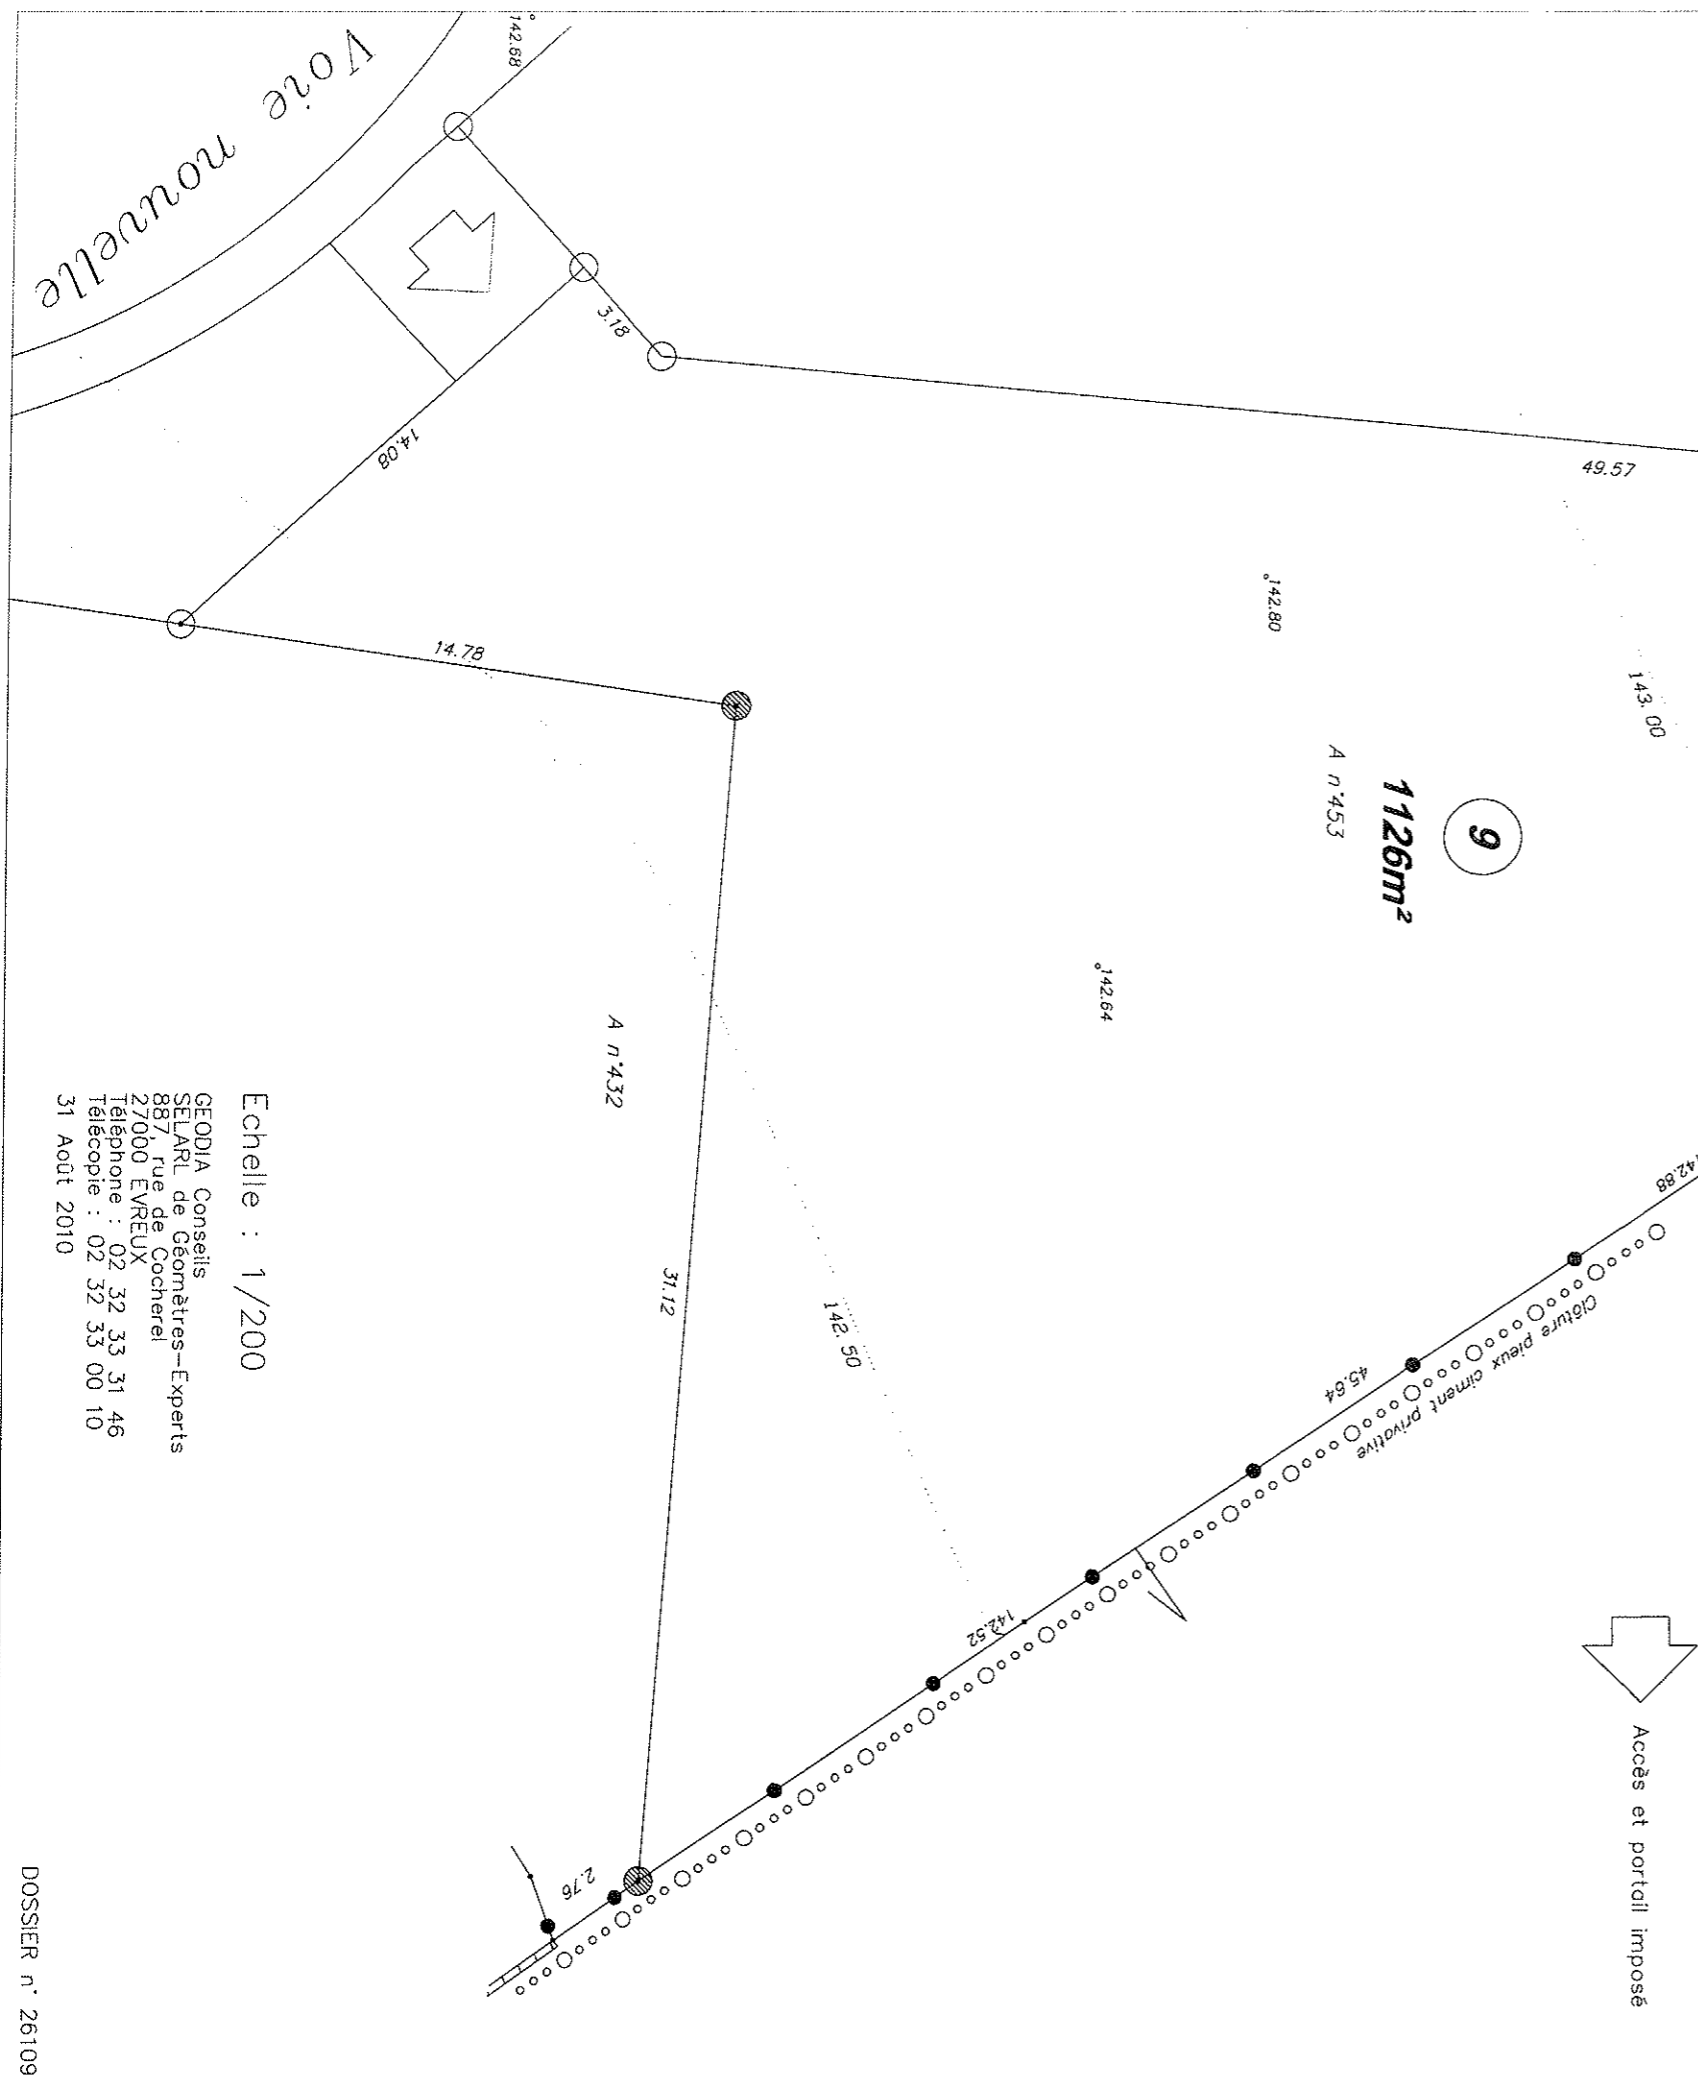 Voie nouvelle
142.68
3.18
14.08
49.57
14.78
142.80
143.00
9
1126m²
A n°453
142.64
A n°432
142.88
Clôture pieux ciment privative
45.64
31.12
142.50
142.52
2.76
Accès et portail imposé
Echelle : 1/200
GEODIA Conseils
SELARL de Géomètres-Experts
887, rue de Cocherel
27000 EVREUX
Téléphone : 02 32 33 31 46
Télécopie : 02 32 33 00 10
31 Août 2010
DOSSIER n° 26109